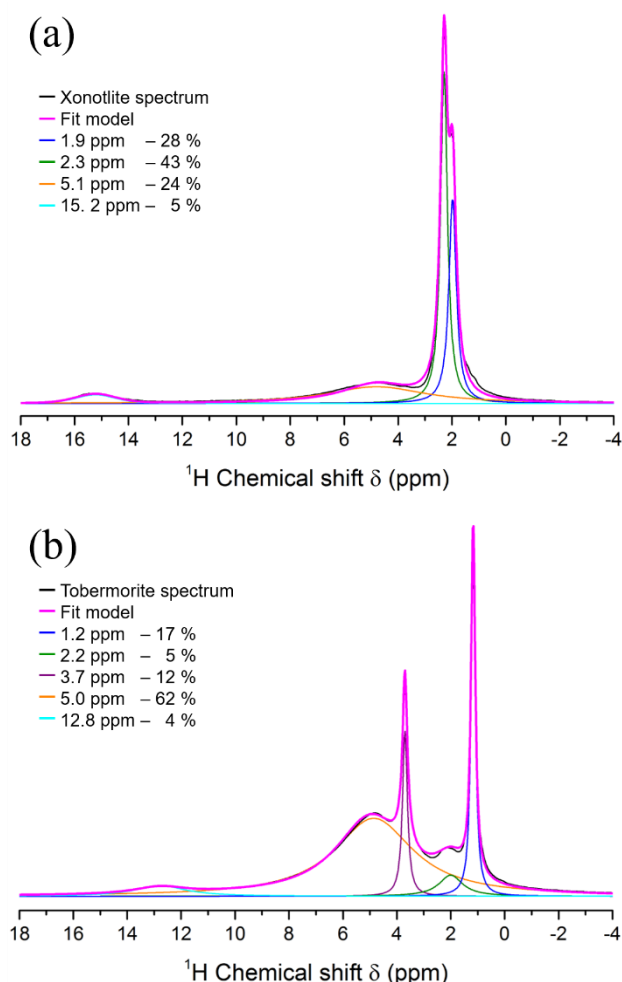 (a)
Xonotlite spectrum
Fit model
1.9 ppm – 28 %
2.3 ppm – 43 %
5.1 ppm – 24 %
15. 2 ppm – 5 %
18 16 14 12 10 8 6 4 2 0 -2 -4
¹H Chemical shift δ (ppm)
(b)
Tobermorite spectrum
Fit model
1.2 ppm – 17 %
2.2 ppm – 5 %
3.7 ppm – 12 %
5.0 ppm – 62 %
12.8 ppm – 4 %
18 16 14 12 10 8 6 4 2 0 -2 -4
¹H Chemical shift δ (ppm)